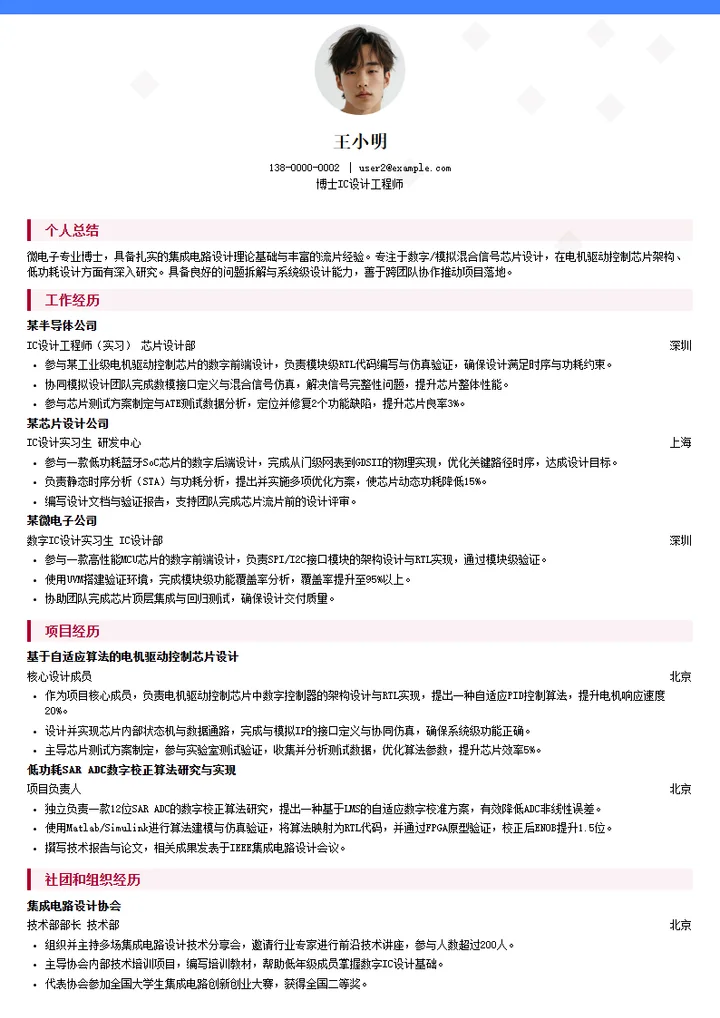 王小明
138-0000-0002 | user2@example.com
博士IC设计工程师
个人总结
微电子专业博士，具备扎实的集成电路设计理论基础与丰富的流片经验。专注于数字/模拟混合信号芯片设计，在电机驱动控制芯片架构、
低功耗设计方面有深入研究。具备良好的问题拆解与系统级设计能力，善于跨团队协作推动项目落地。
工作经历
某半导体公司
IC设计工程师（实习） 芯片设计部 深圳
• 参与某工业级电机驱动控制芯片的数字前端设计，负责模块级RTL代码编写与仿真验证，确保设计满足时序与功耗约束。
• 协同模拟设计团队完成数模接口定义与混合信号仿真，解决信号完整性问题，提升芯片整体性能。
• 参与芯片测试方案制定与ATE测试数据分析，定位并修复2个功能缺陷，提升芯片良率3%。
某芯片设计公司
IC设计实习生 研发中心 上海
• 参与一款低功耗蓝牙SoC芯片的数字后端设计，完成从门级网表到GDSII的物理实现，优化关键路径时序，达成设计目标。
• 负责静态时序分析（STA）与功耗分析，提出并实施多项优化方案，使芯片动态功耗降低15%。
• 编写设计文档与验证报告，支持团队完成芯片流片前的设计评审。
某微电子公司
数字IC设计实习生 IC设计部 深圳
• 参与一款高性能MCU芯片的数字前端设计，负责SPI/I2C接口模块的架构设计与RTL实现，通过模块级验证。
• 使用UVM搭建验证环境，完成模块级功能覆盖率分析，覆盖率提升至95%以上。
• 协助团队完成芯片顶层集成与回归测试，确保设计交付质量。
项目经历
基于自适应算法的电机驱动控制芯片设计
核心设计成员 北京
• 作为项目核心成员，负责电机驱动控制芯片中数字控制器的架构设计与RTL实现，提出一种自适应PID控制算法，提升电机响应速度
20%。
• 设计并实现芯片内部状态机与数据通路，完成与模拟IP的接口定义与协同仿真，确保系统级功能正确。
• 主导芯片测试方案制定，参与实验室测试验证，收集并分析测试数据，优化算法参数，提升芯片效率5%。
低功耗SAR ADC数字校正算法研究与实现
项目负责人 北京
• 独立负责一款12位SAR ADC的数字校正算法研究，提出一种基于LMS的自适应数字校准方案，有效降低ADC非线性误差。
• 使用Matlab/Simulink进行算法建模与仿真验证，将算法映射为RTL代码，并通过FPGA原型验证，校正后ENOB提升1.5位。
• 撰写技术报告与论文，相关成果发表于IEEE集成电路设计会议。
社团和组织经历
集成电路设计协会
技术部部长 技术部 北京
• 组织并主持多场集成电路设计技术分享会，邀请行业专家进行前沿技术讲座，参与人数超过200人。
• 主导协会内部技术培训项目，编写培训教材，帮助低年级成员掌握数字IC设计基础。
• 代表协会参加全国大学生集成电路创新创业大赛，获得全国二等奖。